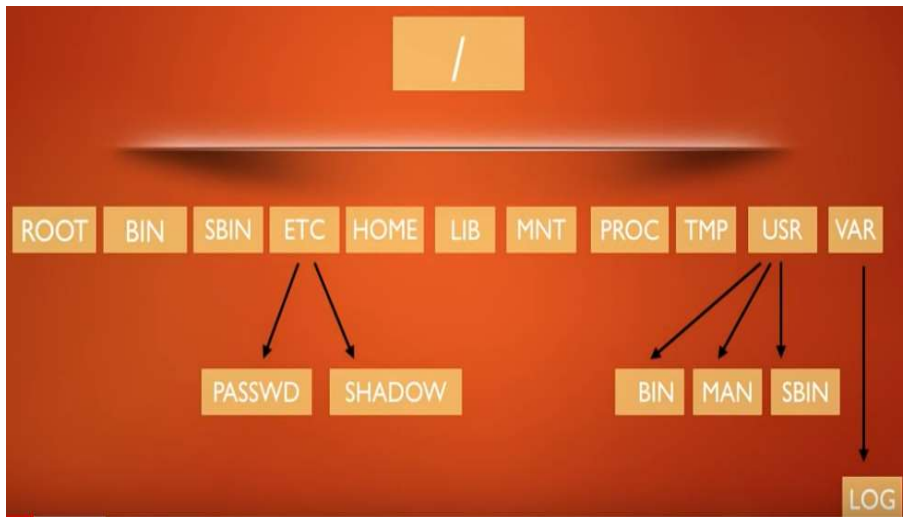 /
ROOT BIN SBIN ETC HOME LIB MNT PROC TMP USR VAR
PASSWD SHADOW BIN MAN SBIN
LOG